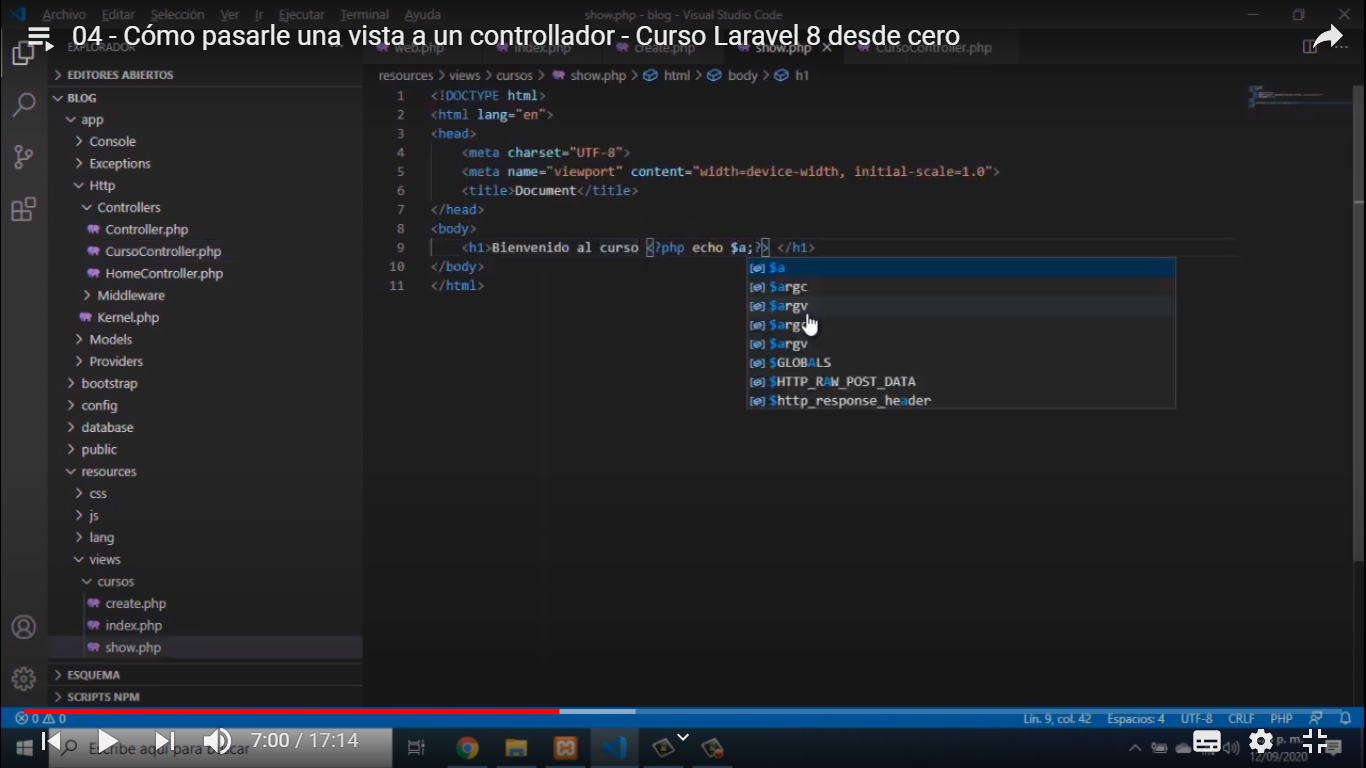 Archivo Editar Selección Ver Ir Ejecutar Terminal Ayuda show.php - blog - Visual Studio Code
04 - Cómo pasarle una vista a un controllador - Curso Laravel 8 desde cero
EXPLORADOR web.php index.php create.php show.php CursoController.php
EDITORES ABIERTOS
BLOG
app
Console
Exceptions
Http
Controllers
Controller.php
CursoController.php
HomeController.php
Middleware
Kernel.php
Models
Providers
bootstrap
config
database
public
resources
css
js
lang
views
cursos
create.php
index.php
show.php
ESQUEMA
SCRIPTS NPM
resources > views > cursos > show.php > html > body > h1
1 <!DOCTYPE html>
2 <html lang="en">
3 <head>
4 <meta charset="UTF-8">
5 <meta name="viewport" content="width=device-width, initial-scale=1.0">
6 <title>Document</title>
7 </head>
8 <body>
9 <h1>Bienvenido al curso <?php echo $a;?> </h1>
10 </body>
11 </html>
$a
$argc
$argv
$argc
$argv
$GLOBALS
$HTTP_RAW_POST_DATA
$http_response_header
0 0 Lín. 9, col. 42 Espacios: 4 UTF-8 CRLF PHP
Escribe aquí para buscar
7:00 / 17:14
p. m.
12/09/2020